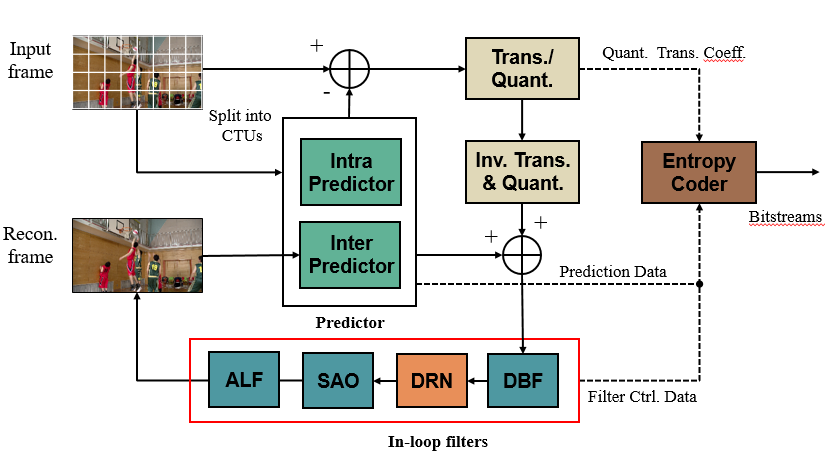 Input
frame
+
-
Split into
CTUs
Trans./
Quant.
Quant. Trans. Coeff.
Intra
Predictor
Inv. Trans.
& Quant.
Entropy
Coder
Bitstreams
Recon.
frame
Inter
Predictor
+
+
Prediction Data
Predictor
ALF
SAO
DRN
DBF
Filter Ctrl. Data
In-loop filters